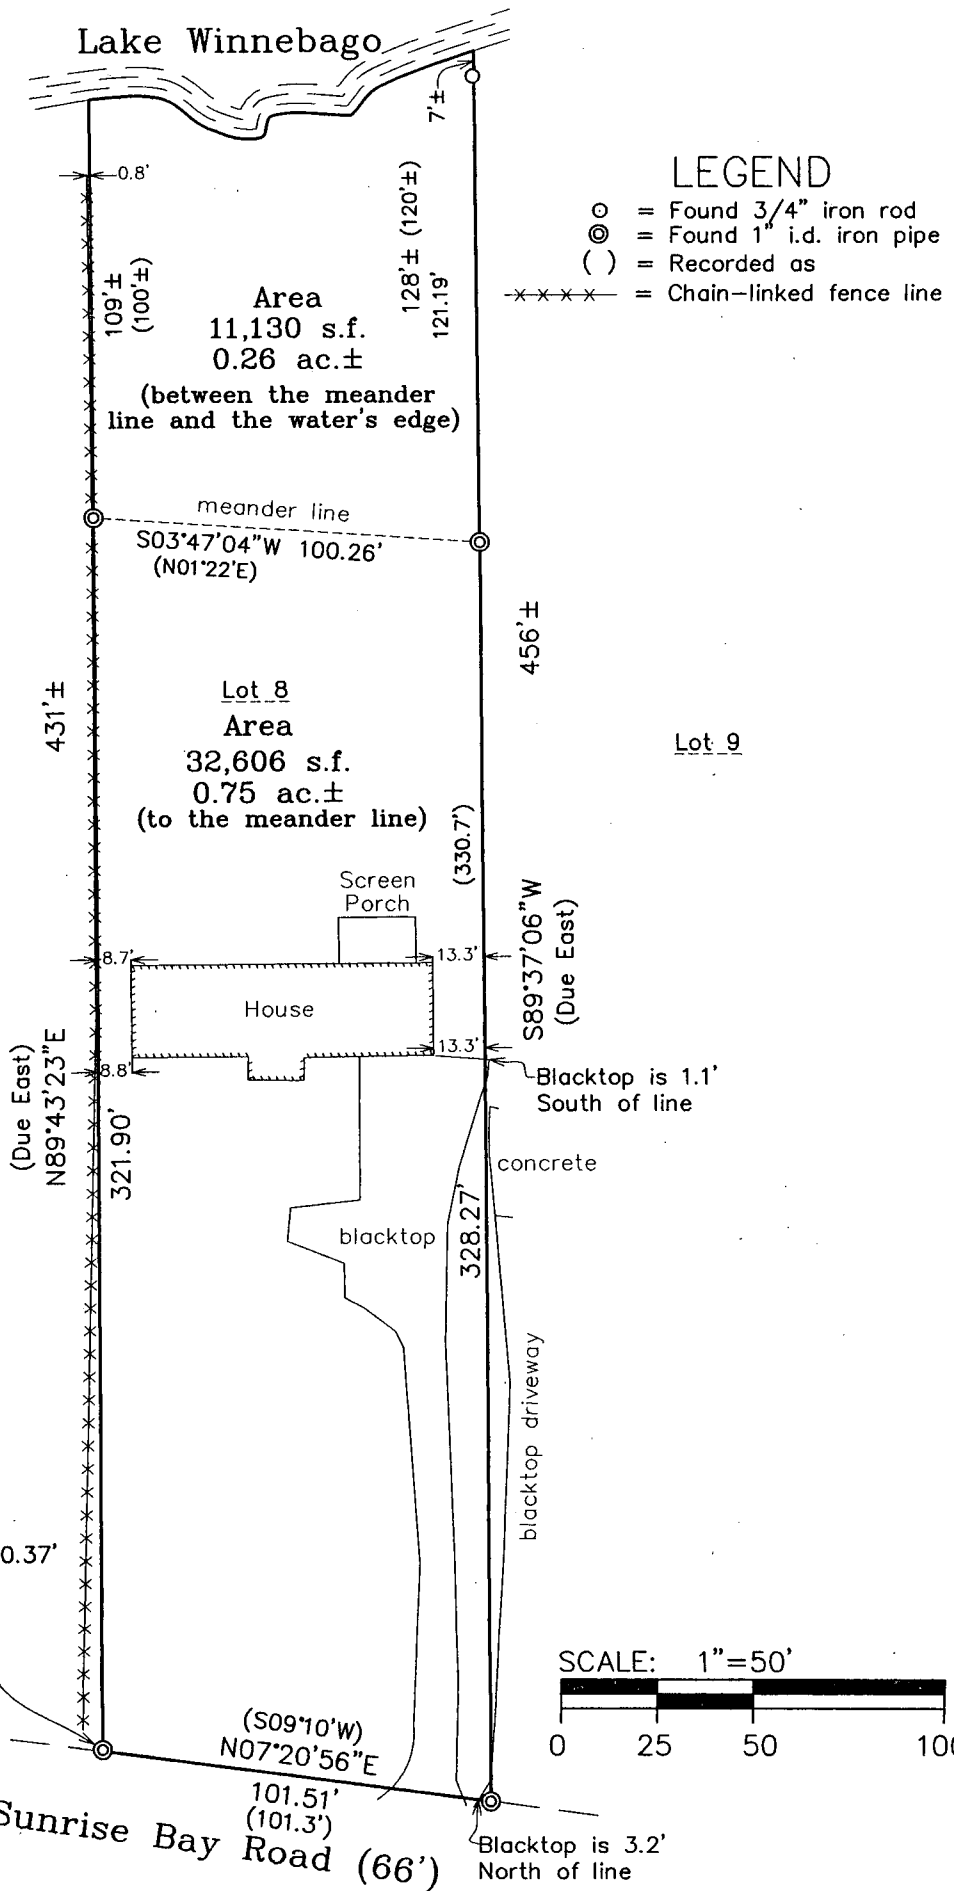 Lake Winnebago
7'±
0.8'
LEGEND
= Found 3/4" iron rod
= Found 1" i.d. iron pipe
( ) = Recorded as
-x-x-x-x- = Chain-linked fence line
109'±
(100'±)
128'± (120'±)
121.19'
Area
11,130 s.f.
0.26 ac.±
(between the meander
line and the water's edge)
meander line
S03°47'04"W 100.26'
(N01°22'E)
431'±
456'±
Lot 8
Area
32,606 s.f.
0.75 ac.±
(to the meander line)
Lot 9
(330.7')
Screen
Porch
S89°37'06"W
(Due East)
8.7'
13.3'
House
13.3'
8.8'
(Due East)
N89°43'23"E
321.90'
Blacktop is 1.1'
South of line
concrete
blacktop
328.27'
blacktop driveway
0.37'
SCALE: 1"=50'
0 25 50 100
(S09°10'W)
N07°20'56"E
101.51'
(101.3')
Sunrise Bay Road (66')
Blacktop is 3.2'
North of line